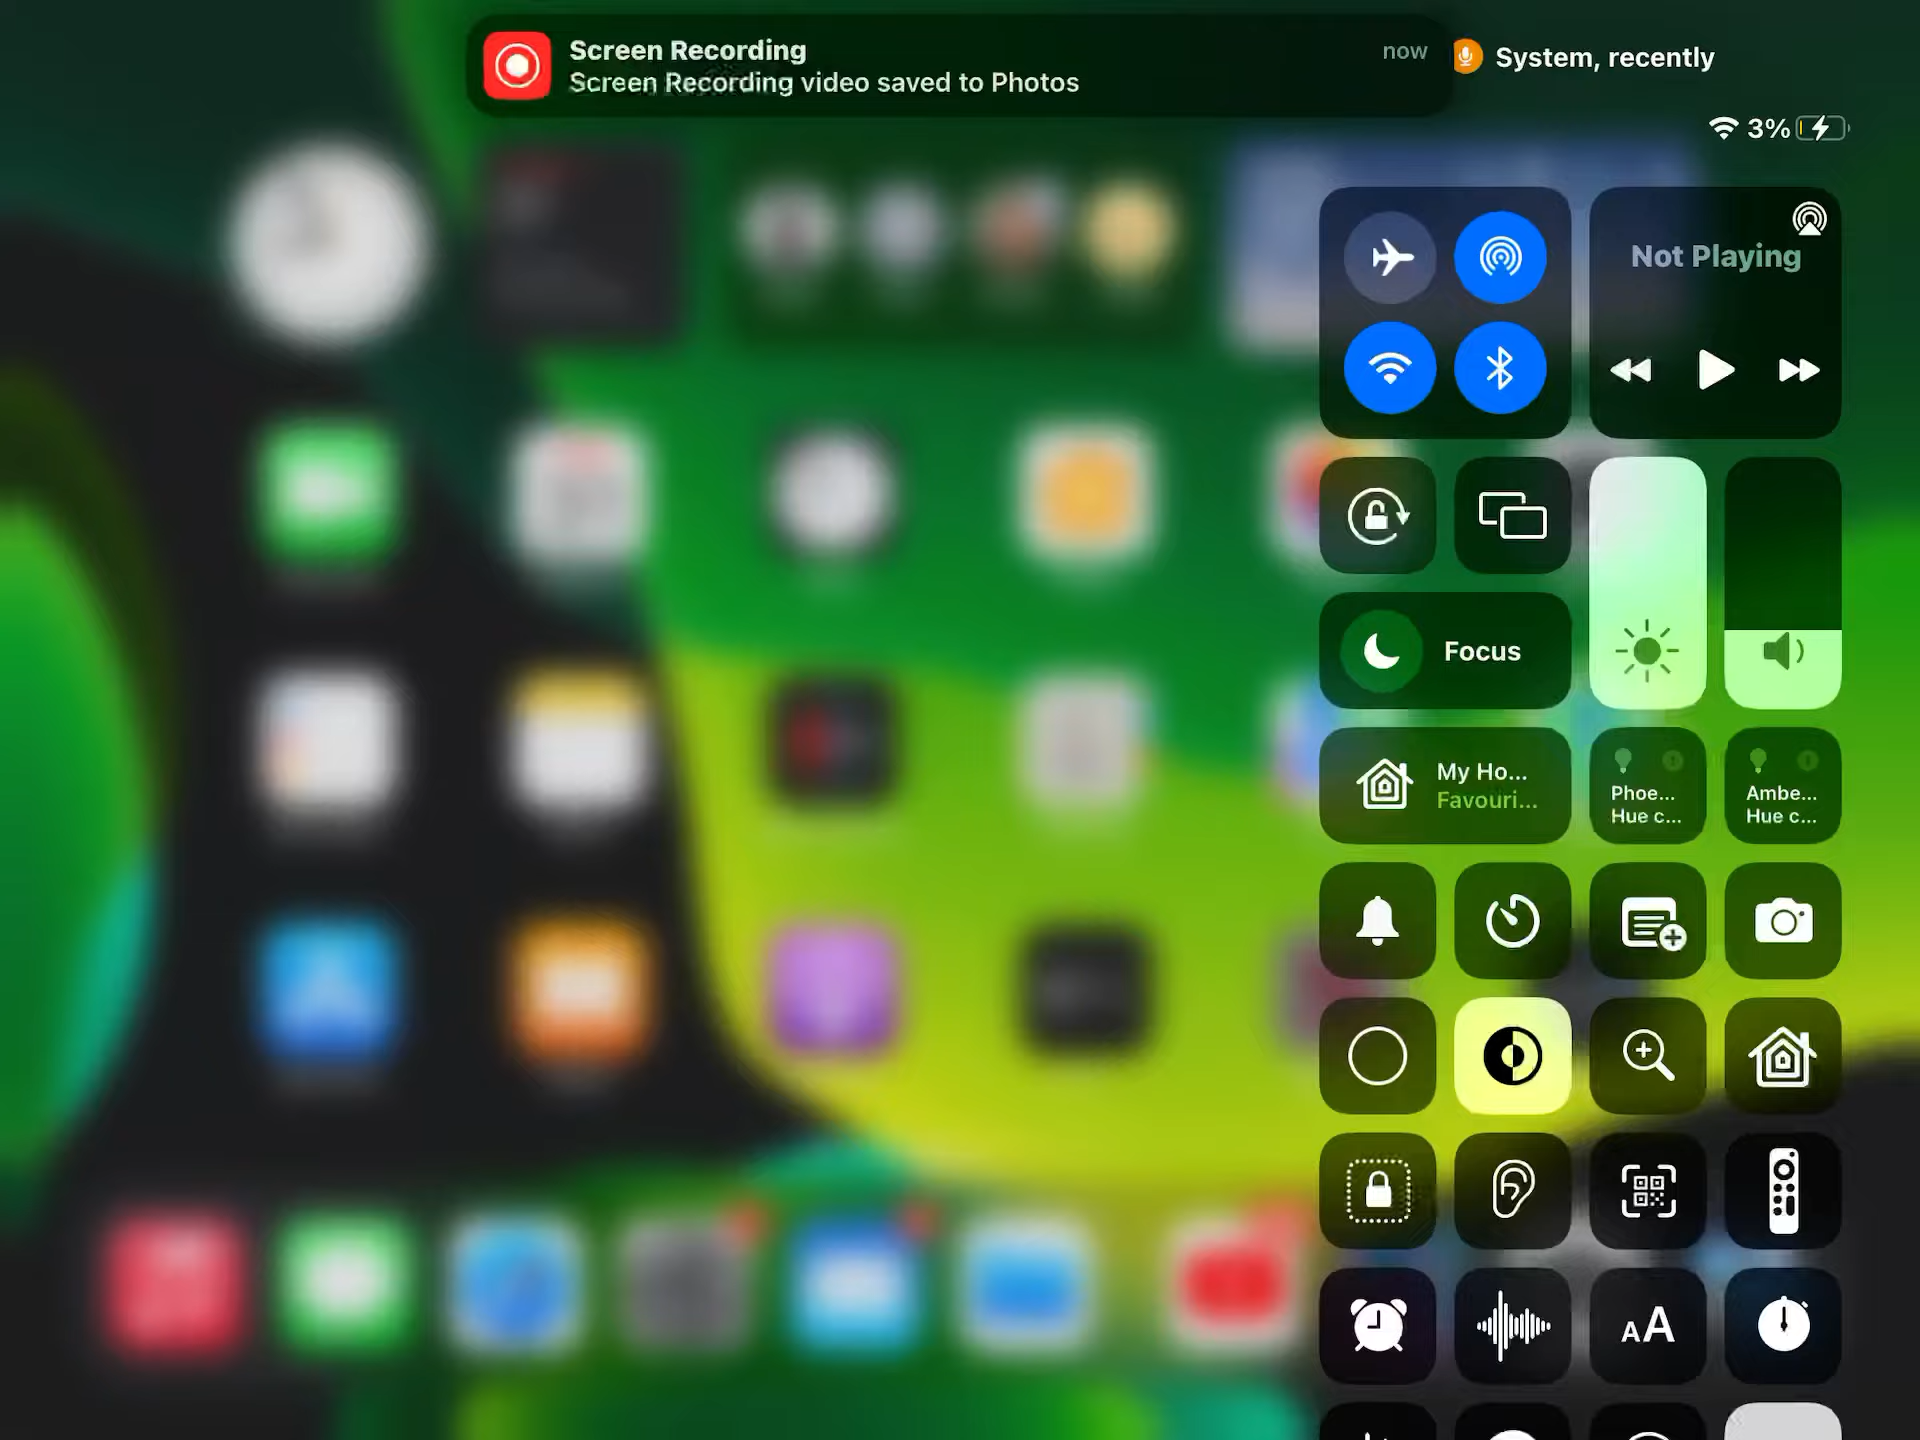 Screen Recording
now
Screen Recording video saved to Photos
System, recently
3%
Not Playing
Focus
My Ho...
Favouri...
Phoe...
Hue c...
Ambe...
Hue c...
AA